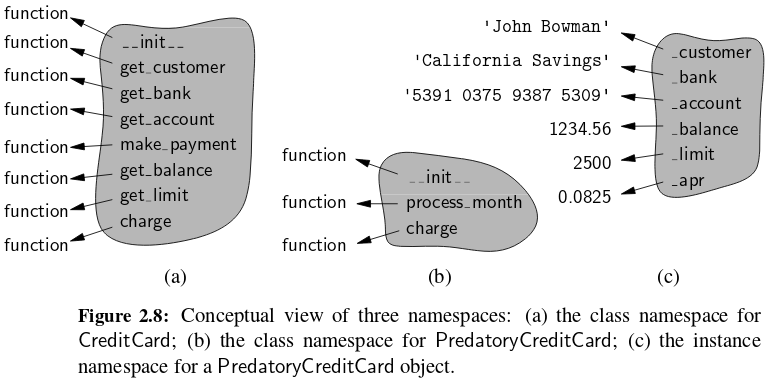 function
function
function
function
function
function
function
function
__init__
get_customer
get_bank
get_account
make_payment
get_balance
get_limit
charge
(a)
function
function
function
__init__
process_month
charge
(b)
'John Bowman'
'California Savings'
'5391 0375 9387 5309'
1234.56
2500
0.0825
_customer
_bank
_account
_balance
_limit
_apr
(c)
Figure 2.8: Conceptual view of three namespaces: (a) the class namespace for
CreditCard; (b) the class namespace for PredatoryCreditCard; (c) the instance
namespace for a PredatoryCreditCard object.